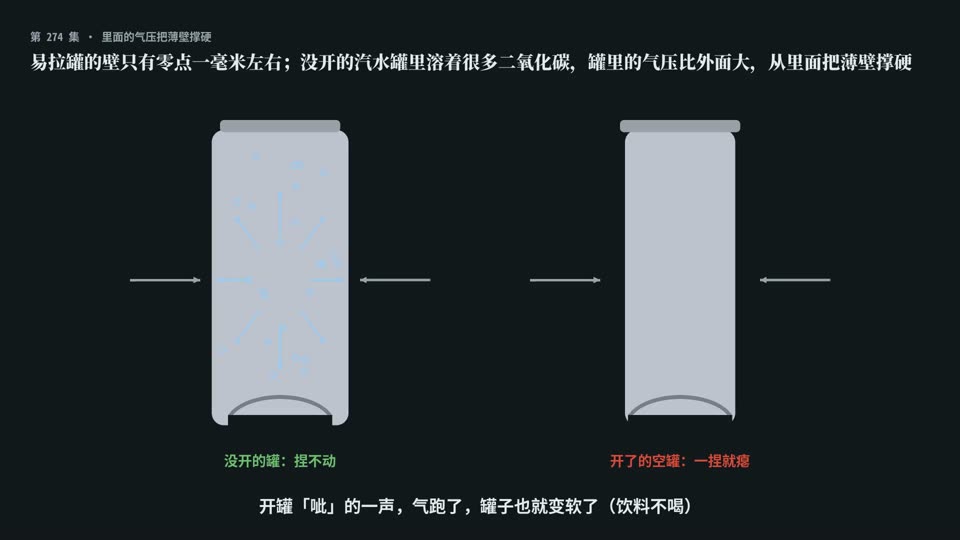 第 274 集 · 里面的气压把薄壁撑硬
易拉罐的壁只有零点一毫米左右；没开的汽水罐里溶着很多二氧化碳，罐里的气压比外面大，从里面把薄壁撑硬
没开的罐：捏不动
开了的空罐：一捏就瘪
开罐「呲」的一声，气跑了，罐子也就变软了（饮料不喝）